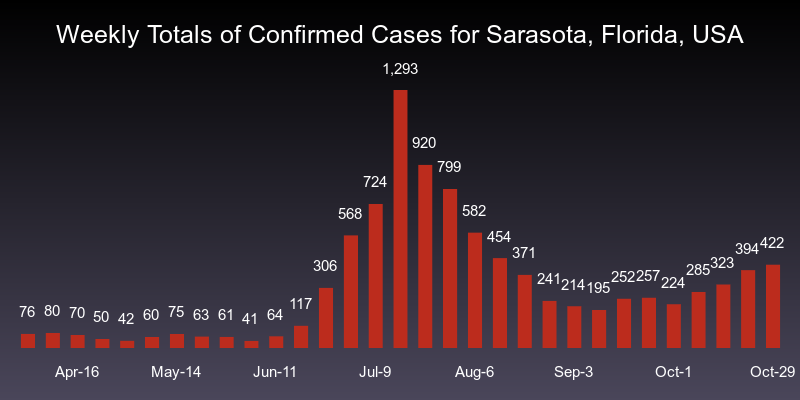 Weekly Totals of Confirmed Cases for Sarasota, Florida, USA
1,293
920
799
724
582
568
454
371
306
241 214 195 252 257 224 285 323 394 422
117
76 80 70 50 42 60 75 63 61 41 64
Apr-16 May-14 Jun-11 Jul-9 Aug-6 Sep-3 Oct-1 Oct-29